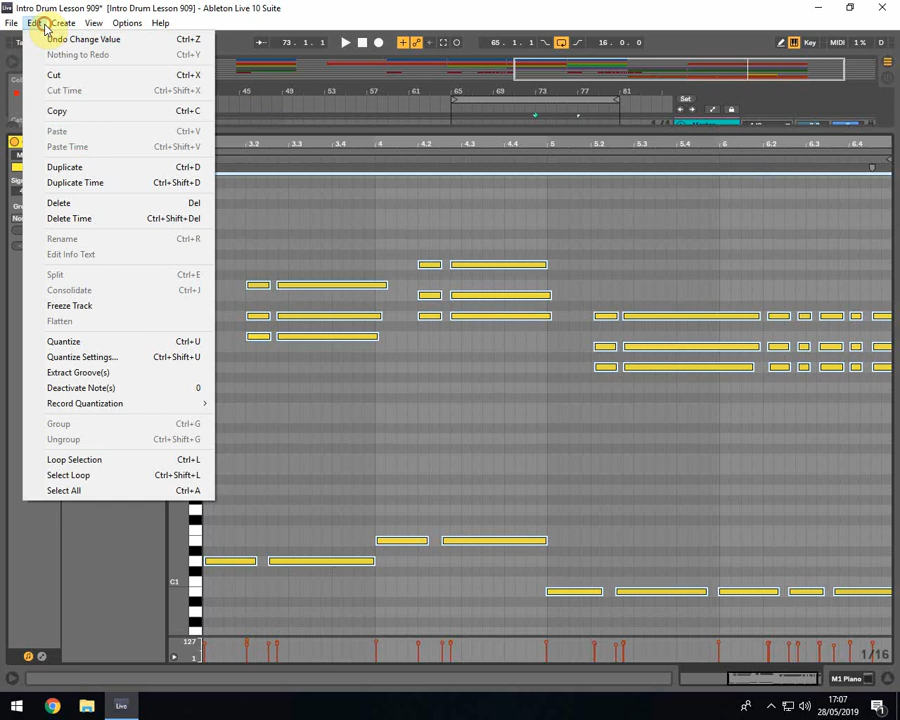 Intro Drum Lesson 909* [Intro Drum Lesson 909] - Ableton Live 10 Suite
File Edit Create View Options Help
73. 1. 1
65. 1. 1
16. 0. 0
Key
MIDI
1 %
D
45 49 53 57 61 65 69 73 77 81 Set
3.2 3.3 3.4 4 4.2 4.3 4.4 5 5.2 5.3 5.4 6 6.2 6.3 6.4
Undo Change Value Ctrl+Z
Nothing to Redo Ctrl+Y
Cut Ctrl+X
Cut Time Ctrl+Shift+X
Copy Ctrl+C
Paste Ctrl+V
Paste Time Ctrl+Shift+V
Duplicate Ctrl+D
Duplicate Time Ctrl+Shift+D
Delete Del
Delete Time Ctrl+Shift+Del
Rename Ctrl+R
Edit Info Text
Split Ctrl+E
Consolidate Ctrl+J
Freeze Track
Flatten
Quantize Ctrl+U
Quantize Settings... Ctrl+Shift+U
Extract Groove(s)
Deactivate Note(s) 0
Record Quantization
Group Ctrl+G
Ungroup Ctrl+Shift+G
Loop Selection Ctrl+L
Select Loop Ctrl+Shift+L
Select All Ctrl+A
C1
127
1
1/16
M1 Piano
Live
17:07
28/05/2019